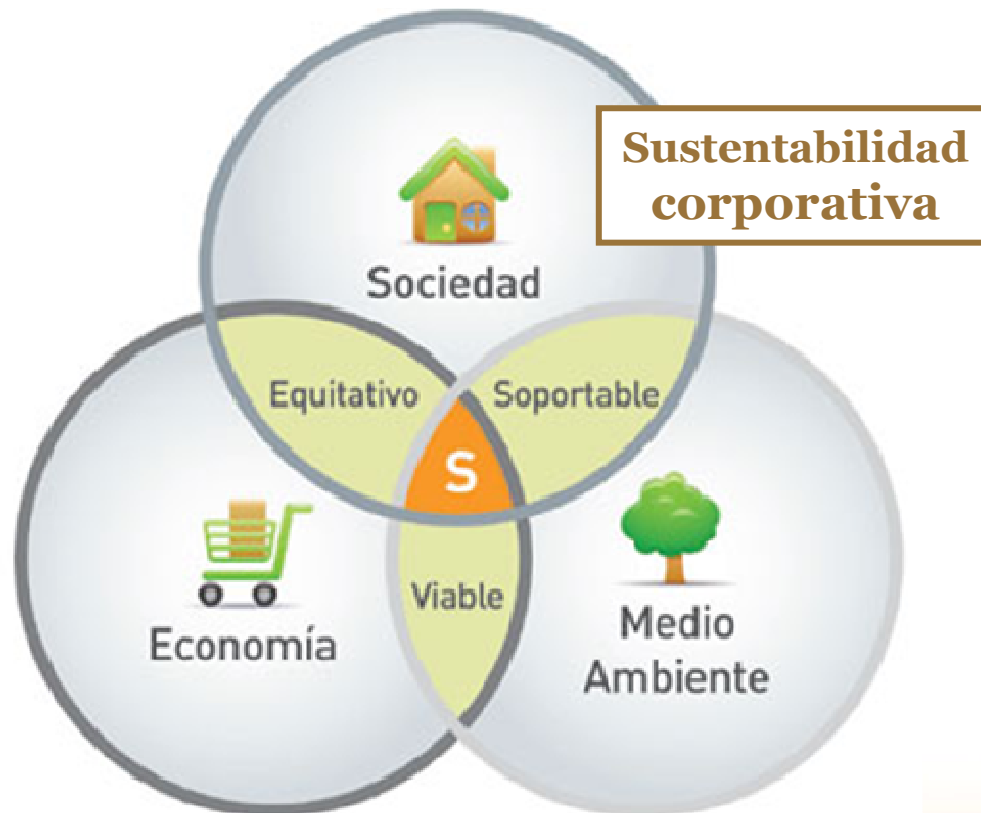 Sustentabilidad
corporativa
Sociedad
Equitativo
Soportable
S
Viable
Economía
Medio
Ambiente